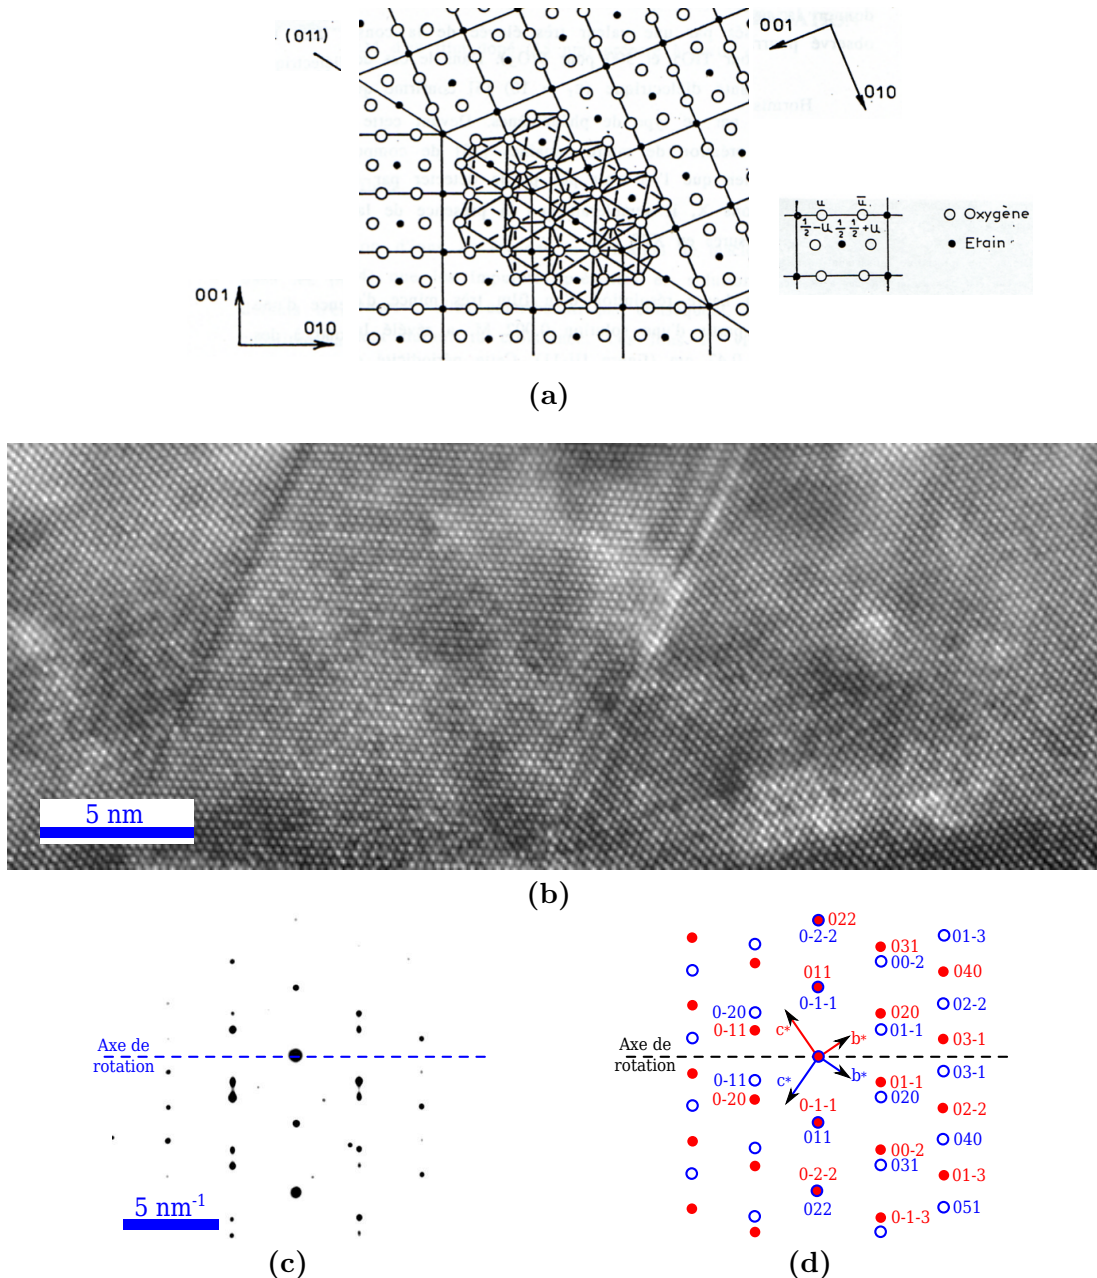 (011)
001
010
001
010
u
ū
½-u ½ ½+u
Oxygène
Etain
(a)
5 nm
(b)
Axe de
rotation
5 nm-1
(c)
022
0-2-2
01-3
031
00-2
040
011
0-1-1
02-2
0-20
020
0-11
01-1
03-1
Axe de
rotation
c*
b*
c*
b*
03-1
0-11
01-1
0-20
020
02-2
0-1-1
011
040
00-2
031
0-2-2
01-3
022
051
0-1-3
(d)